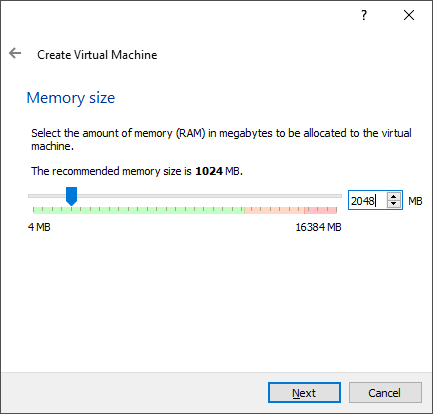 ?
Create Virtual Machine
Memory size
Select the amount of memory (RAM) in megabytes to be allocated to the virtual
machine.
The recommended memory size is 1024 MB.
2048 MB
4 MB 16384 MB
Next Cancel